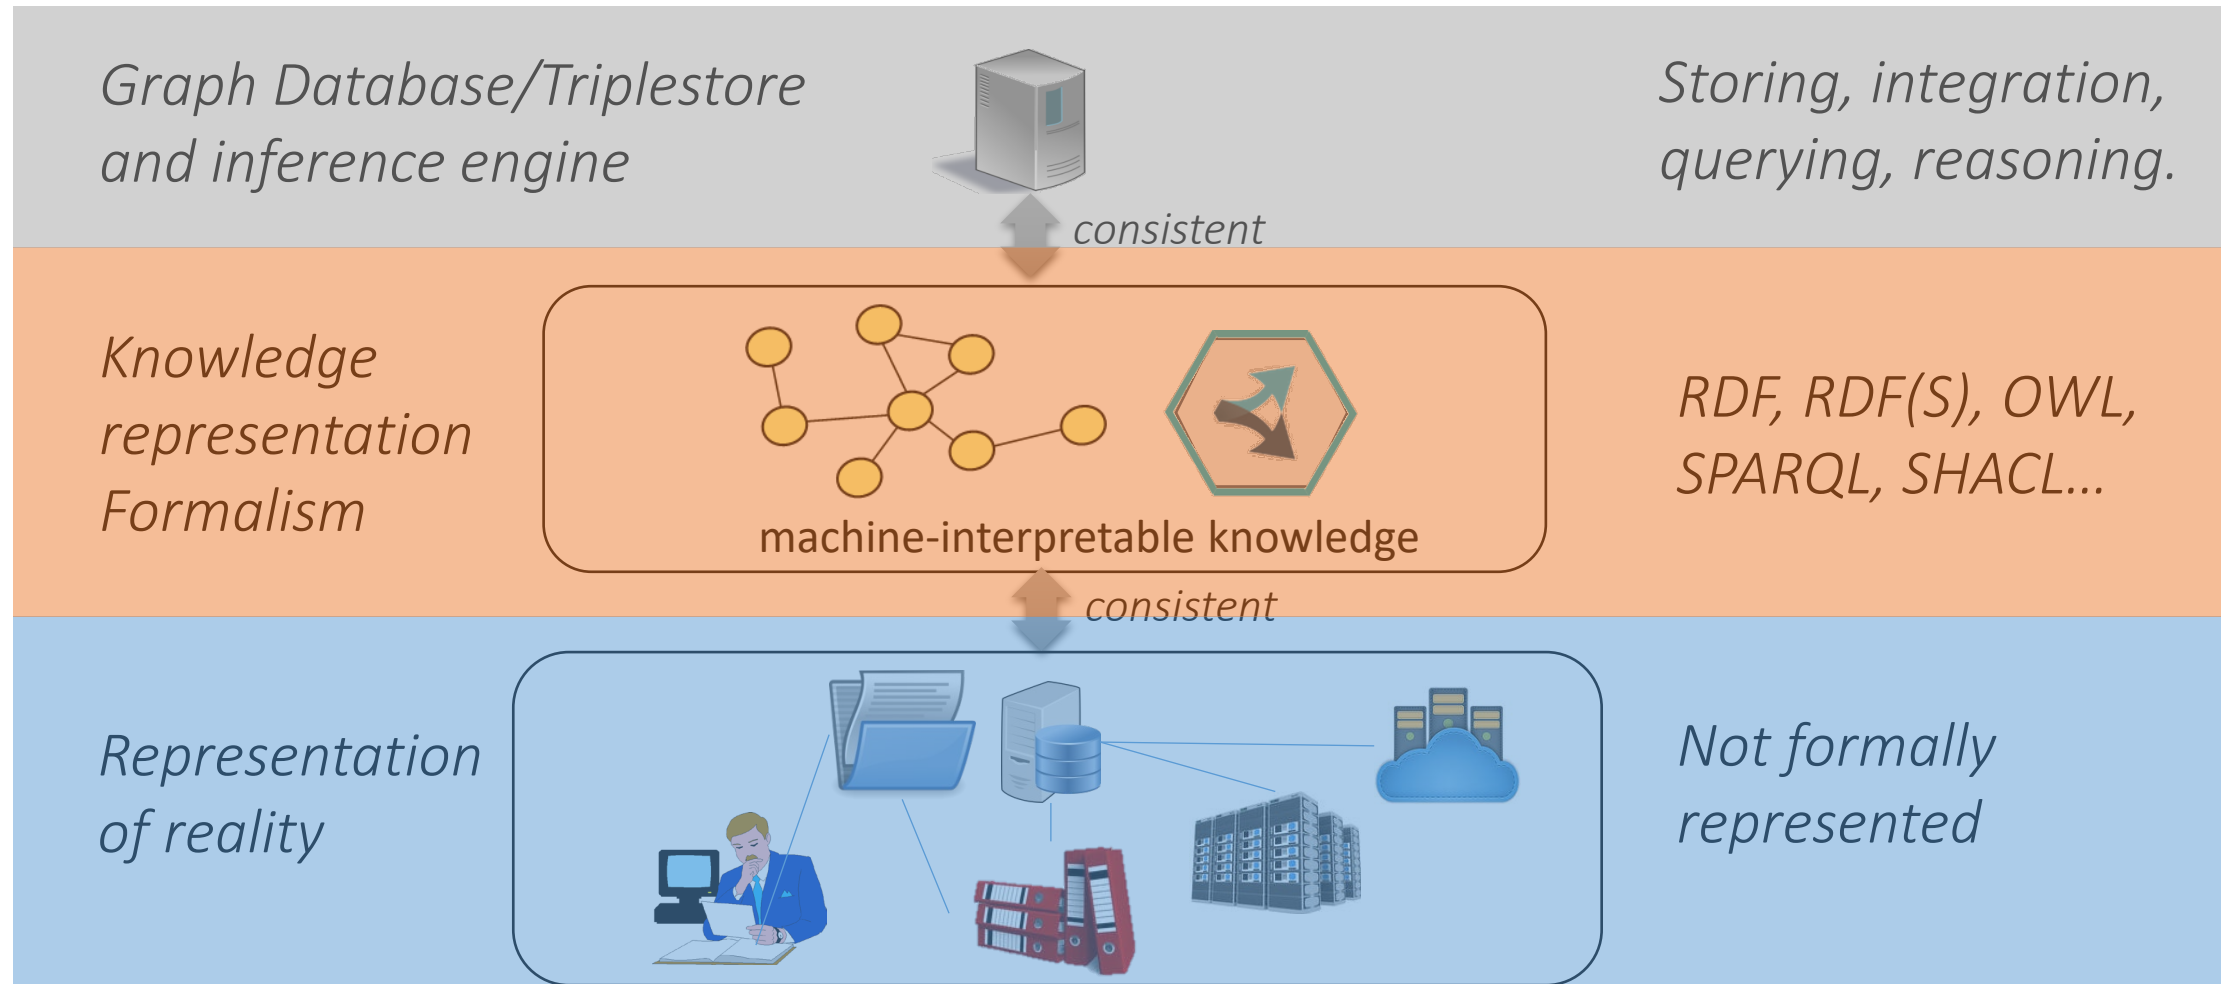 Graph Database/Triplestore
and inference engine
Storing, integration,
querying, reasoning.
consistent
Knowledge
representation
Formalism
machine-interpretable knowledge
RDF, RDF(S), OWL,
SPARQL, SHACL...
consistent
Representation
of reality
Not formally
represented